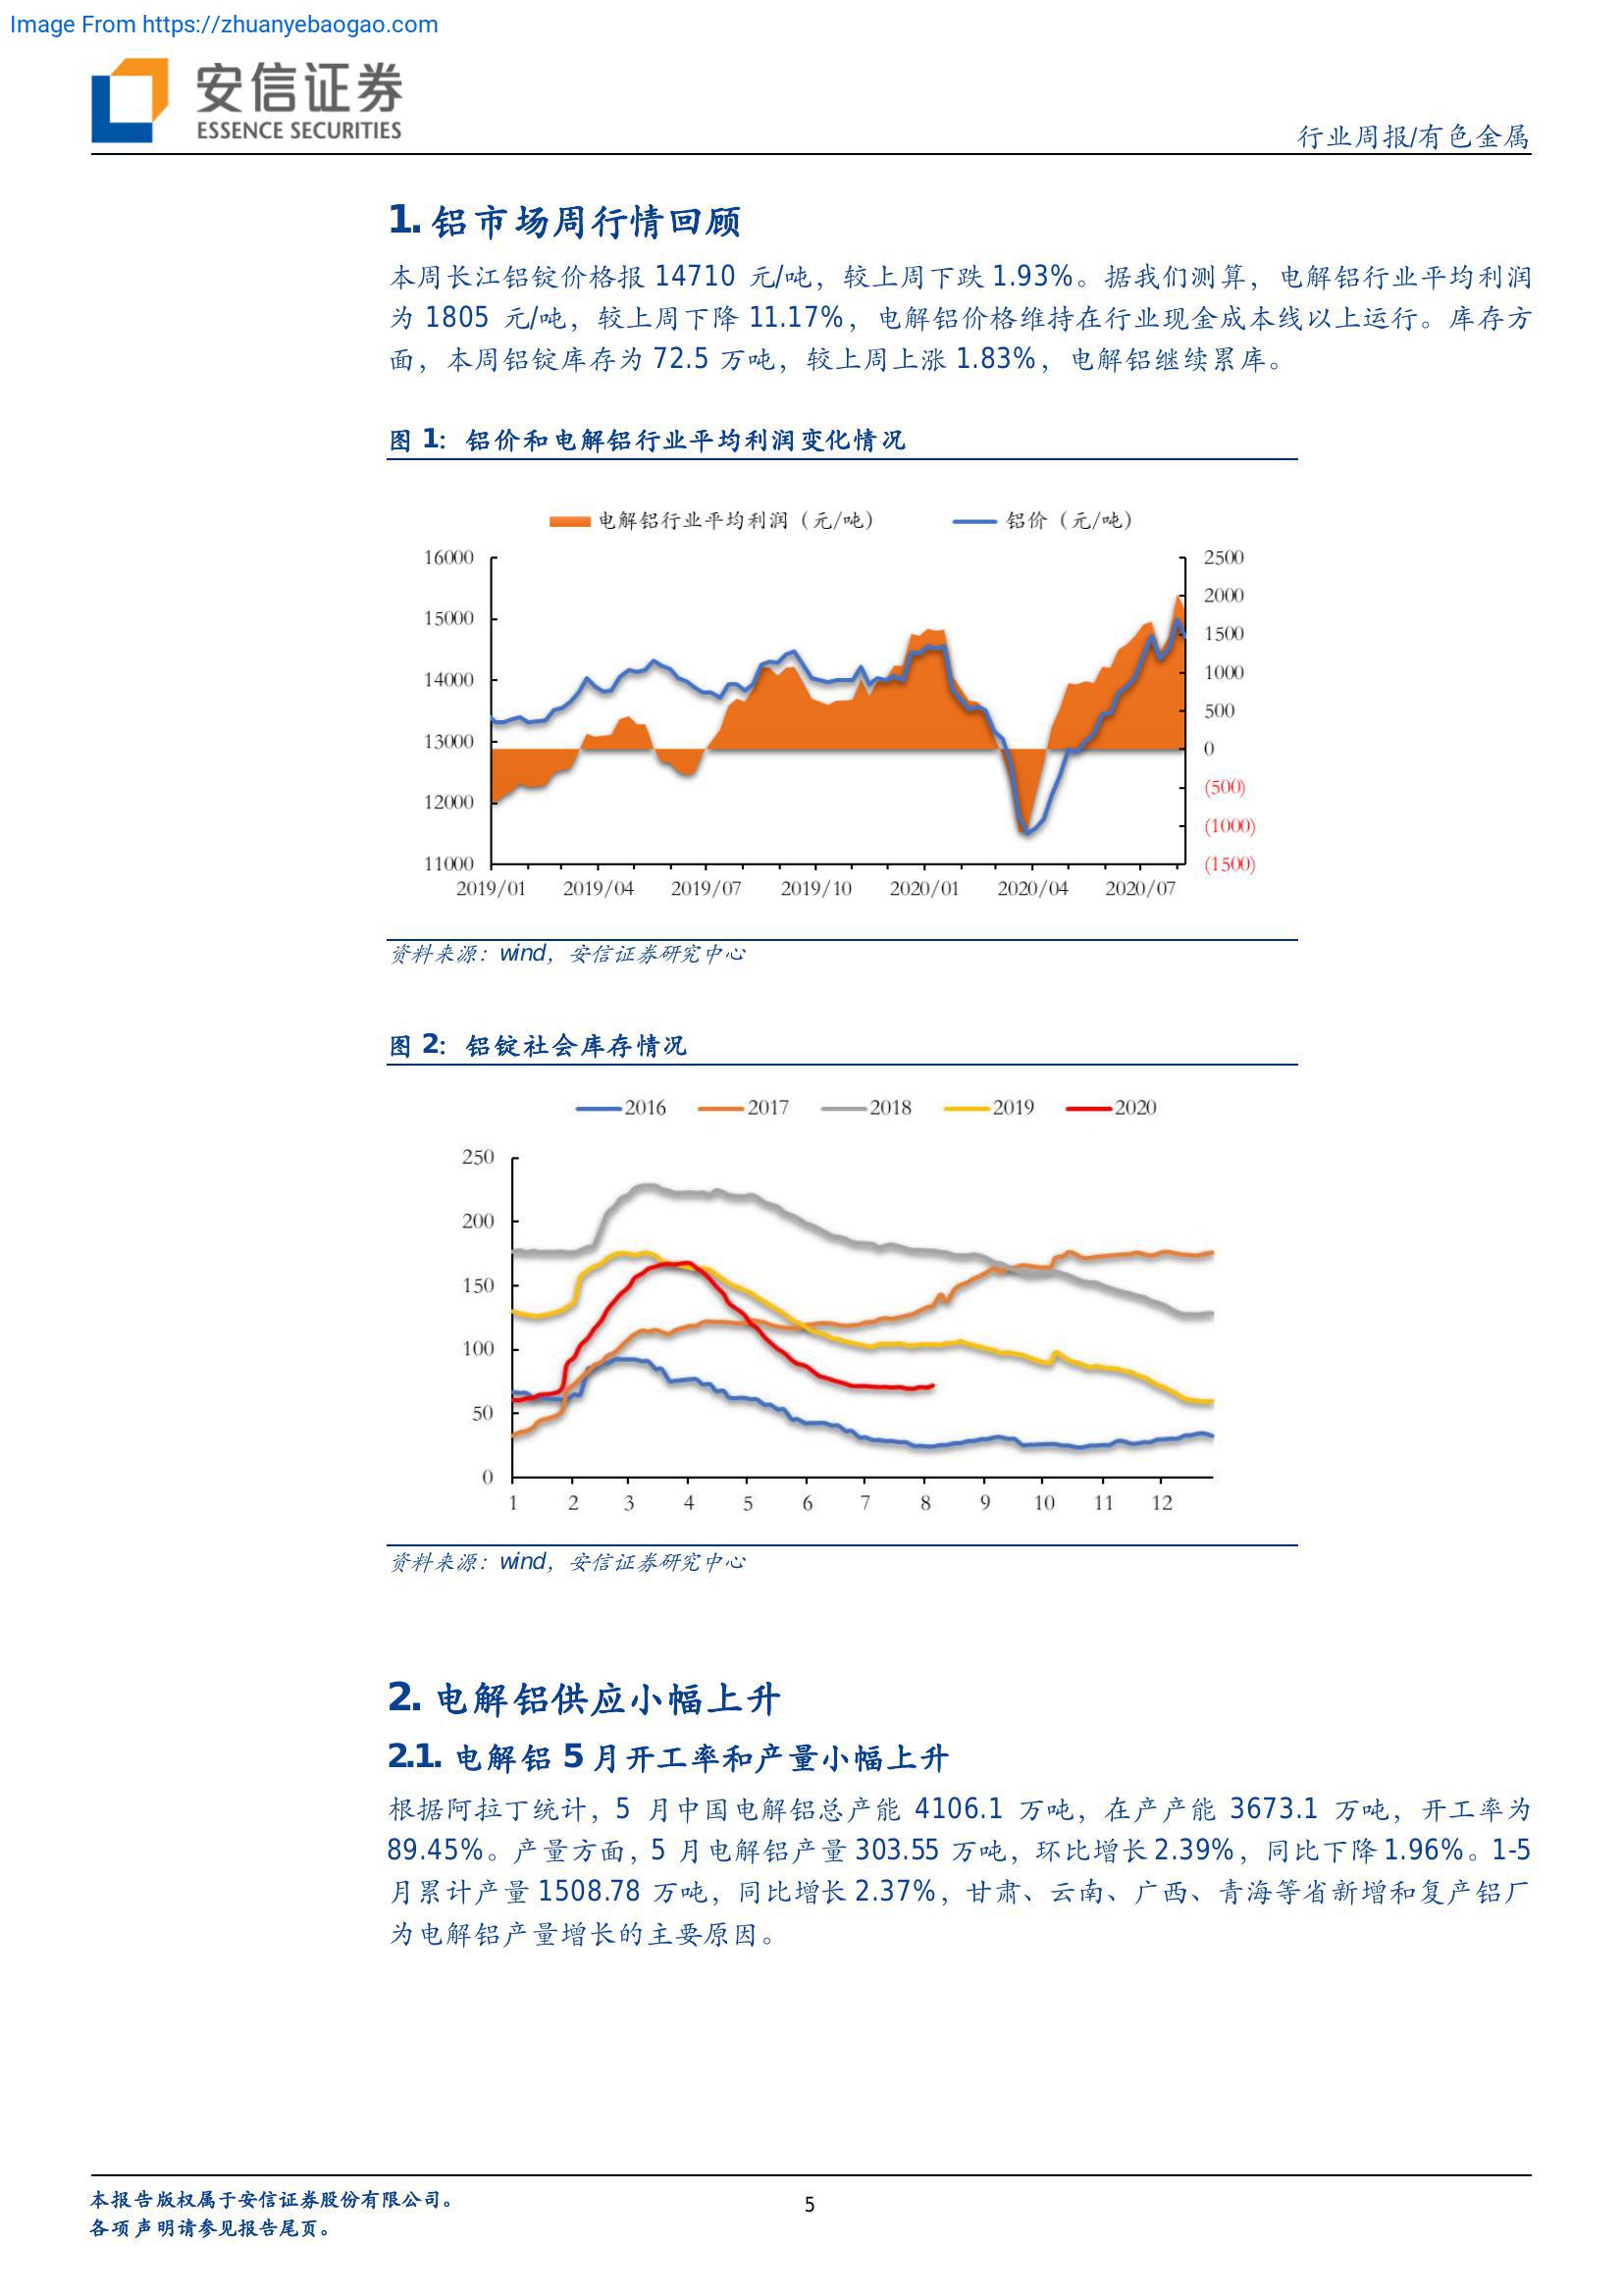 Image From https://zhuanyebaogao.com
安信证券
ESSENCE SECURITIES
行业周报/有色金属
1. 铝市场周行情回顾
本周长江铝锭价格报 14710 元/吨，较上周下跌 1.93%。据我们测算，电解铝行业平均利润
为 1805 元/吨，较上周下降 11.17%，电解铝价格维持在行业现金成本线以上运行。库存方
面，本周铝锭库存为 72.5 万吨，较上周上涨 1.83%，电解铝继续累库。
图 1: 铝价和电解铝行业平均利润变化情况
电解铝行业平均利润（元/吨） 铝价（元/吨）
16000 2500
2000
15000 1500
14000 1000
500
13000 0
12000 (500)
(1000)
11000 (1500)
2019/01 2019/04 2019/07 2019/10 2020/01 2020/04 2020/07
资料来源：wind，安信证券研究中心
图 2: 铝锭社会库存情况
2016 2017 2018 2019 2020
250
200
150
100
50
0
1 2 3 4 5 6 7 8 9 10 11 12
资料来源：wind，安信证券研究中心
2. 电解铝供应小幅上升
2.1. 电解铝 5 月开工率和产量小幅上升
根据阿拉丁统计，5 月中国电解铝总产能 4106.1 万吨，在产产能 3673.1 万吨，开工率为
89.45%。产量方面，5 月电解铝产量 303.55 万吨，环比增长 2.39%，同比下降 1.96%。1-5
月累计产量 1508.78 万吨，同比增长 2.37%，甘肃、云南、广西、青海等省新增和复产铝厂
为电解铝产量增长的主要原因。
本报告版权属于安信证券股份有限公司。
5
各项声明请参见报告尾页。